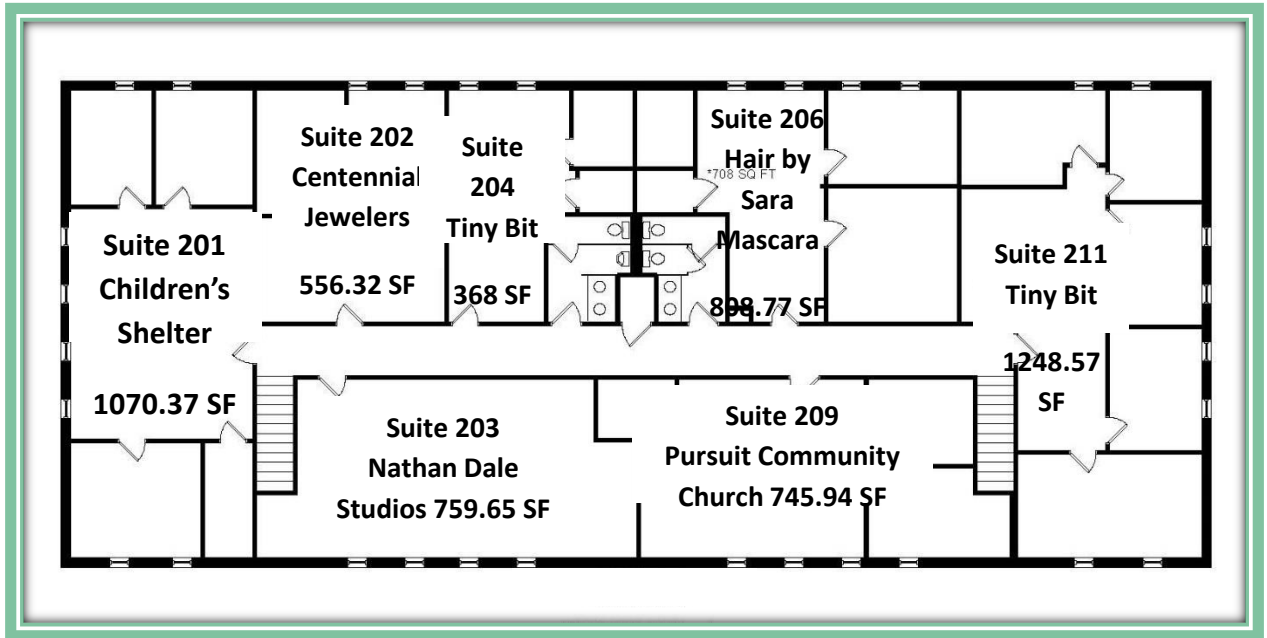 Suite 201
Children's
Shelter
1070.37 SF
Suite 202
Centennial
Jewelers
556.32 SF
Suite
204
Tiny Bit
368 SF
Suite 206
Hair by
*708 SQ FT
Sara
Mascara
898.77 SF
Suite 211
Tiny Bit
1248.57
SF
Suite 203
Nathan Dale
Studios 759.65 SF
Suite 209
Pursuit Community
Church 745.94 SF